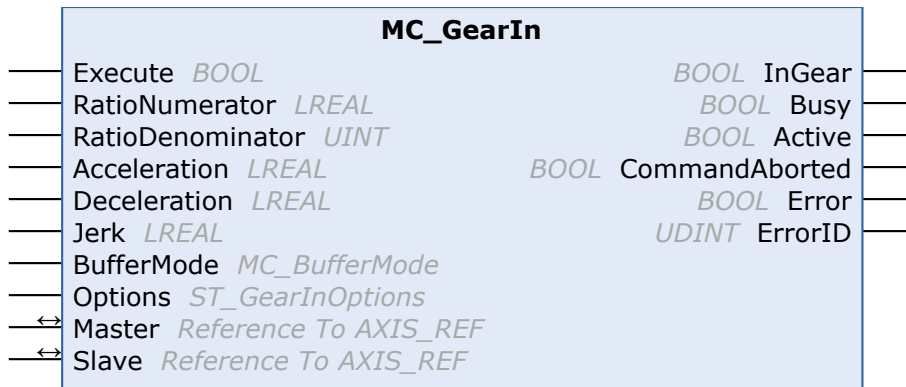 MC_GearIn
Execute BOOL BOOL InGear
RatioNumerator LREAL BOOL Busy
RatioDenominator UINT BOOL Active
Acceleration LREAL BOOL CommandAborted
Deceleration LREAL BOOL Error
Jerk LREAL UDINT ErrorID
BufferMode MC_BufferMode
Options ST_GearInOptions
Master Reference To AXIS_REF
Slave Reference To AXIS_REF